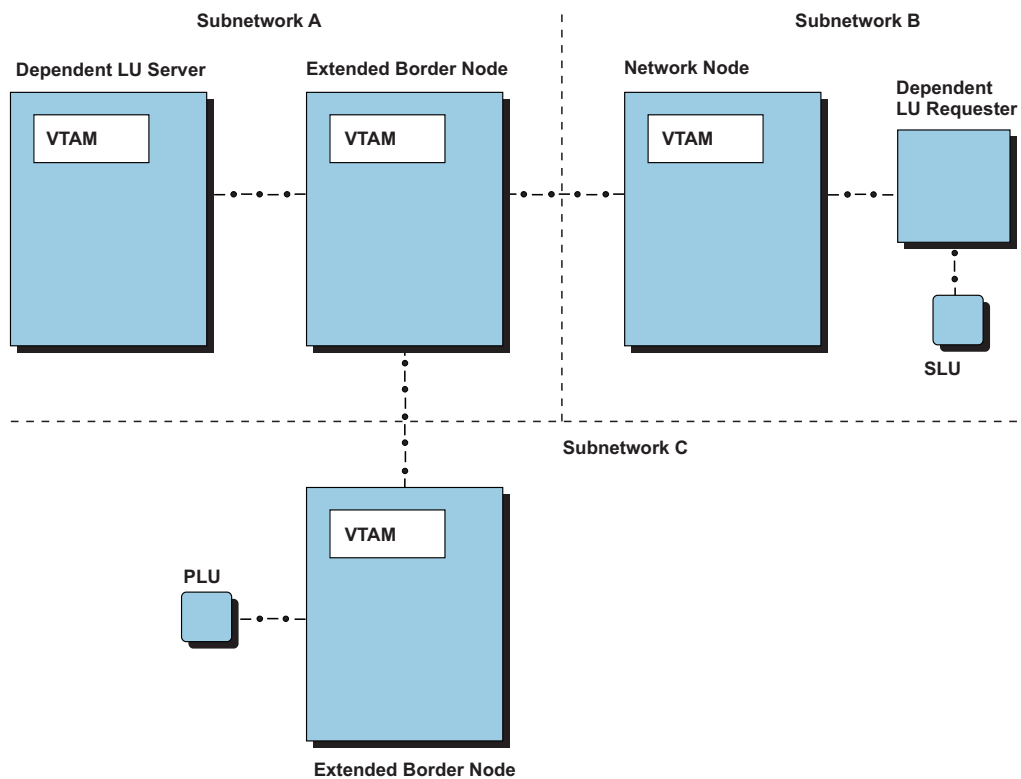 Subnetwork A
Subnetwork B
Dependent LU Server
Extended Border Node
Network Node
Dependent
LU Requester
VTAM
VTAM
VTAM
SLU
Subnetwork C
VTAM
PLU
Extended Border Node